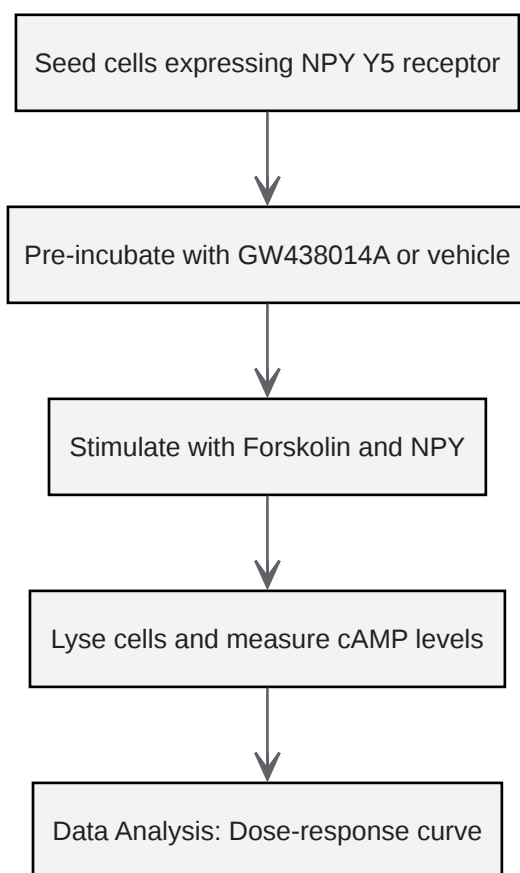 Seed cells expressing NPY Y5 receptor
Pre-incubate with GW438014A or vehicle
Stimulate with Forskolin and NPY
Lyse cells and measure cAMP levels
Data Analysis: Dose-response curve